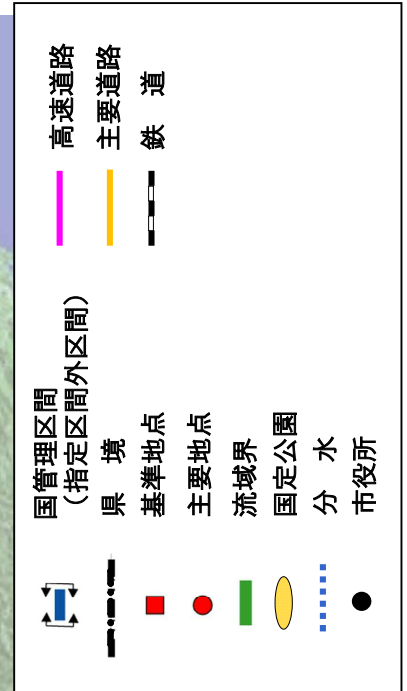 国管理区間
（指定区間外区間）
県　境
基準地点
主要地点
流域界
国定公園
分　水
市役所
高速道路
主要道路
鉄　道